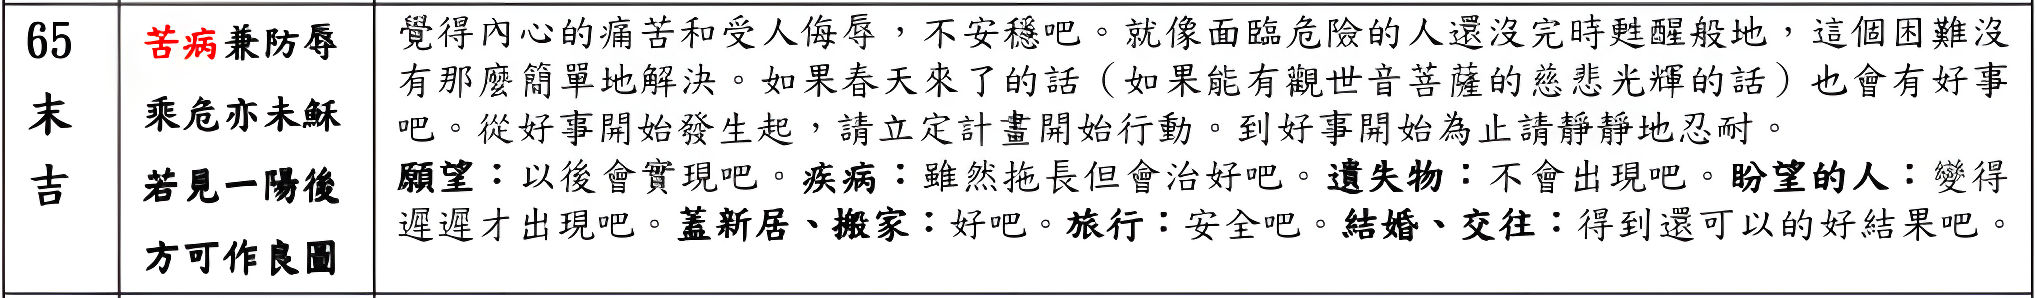 65
末
吉
苦病兼防辱
乘危亦未穌
若見一陽後
方可作良圖
覺得內心的痛苦和受人侮辱，不安穩吧。就像面臨危險的人還沒完時甦醒般地，這個困難沒
有那麼簡單地解決。如果春天來了的話（如果能有觀世音菩薩的慈悲光輝的話）也會有好事
吧。從好事開始發生起，請立定計畫開始行動。到好事開始為止請靜靜地忍耐。
願望：以後會實現吧。疾病：雖然拖長但會治好吧。遺失物：不會出現吧。盼望的人：變得
遲遲才出現吧。蓋新居、搬家：好吧。旅行：安全吧。結婚、交往：得到還可以的好結果吧。